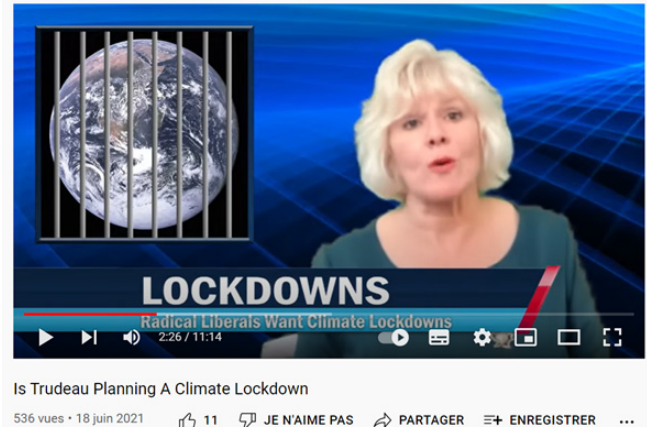 LOCKDOWNS
Radical Liberals Want Climate Lockdowns
2:26 / 11:14
Is Trudeau Planning A Climate Lockdown
536 vues • 18 juin 2021 11 JE N'AIME PAS PARTAGER ENREGISTRER ...